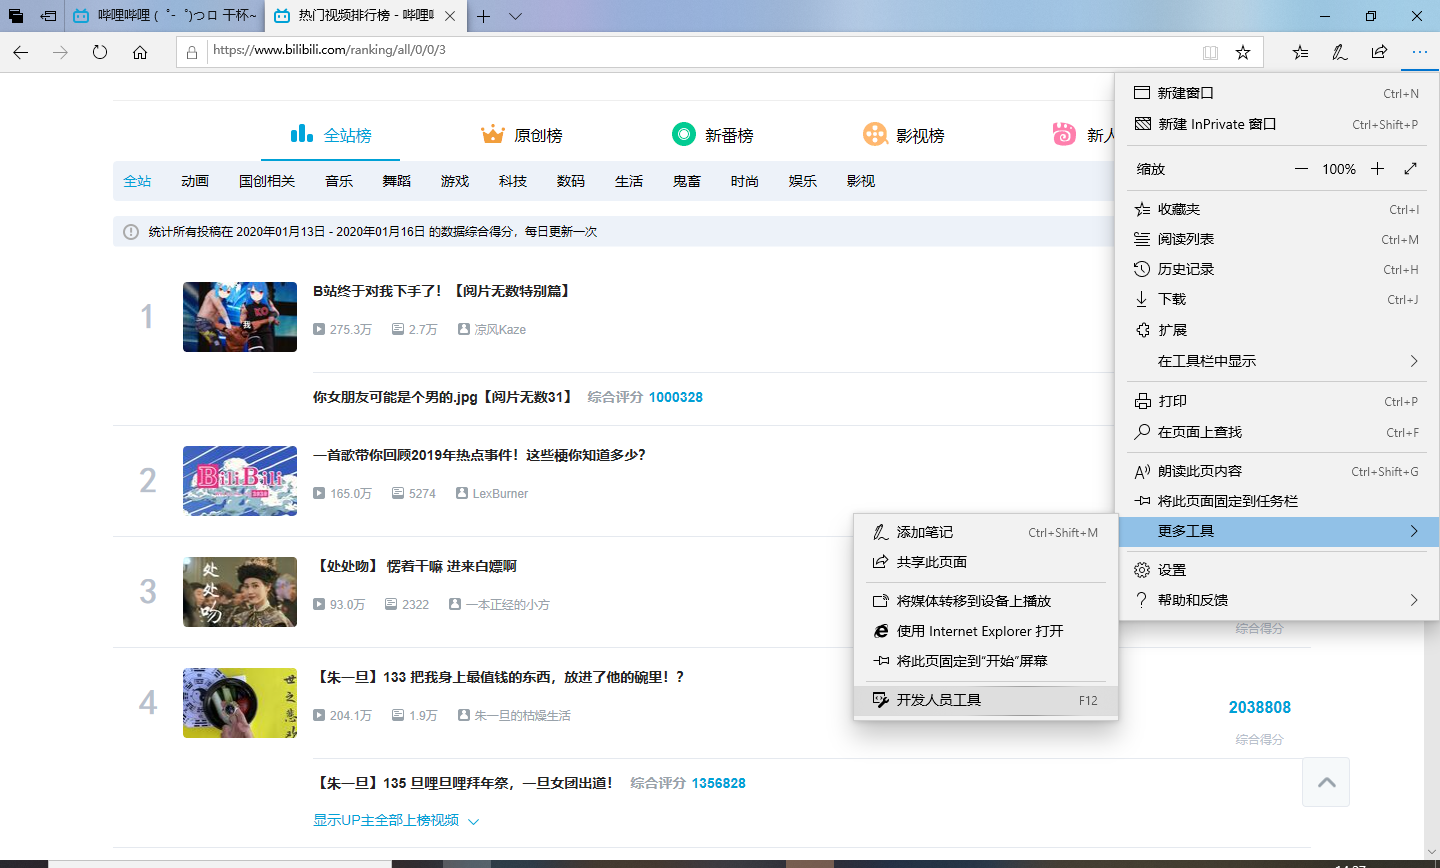 哔哩哔哩 ( ゜- ゜)つロ 干杯~
热门视频排行榜 - 哔哩哔
https://www.bilibili.com/ranking/all/0/0/3
全站榜 原创榜 新番榜 影视榜 新人
全站 动画 国创相关 音乐 舞蹈 游戏 科技 数码 生活 鬼畜 时尚 娱乐 影视
统计所有投稿在 2020年01月13日 - 2020年01月16日 的数据综合得分，每日更新一次
1
我
B站终于对我下手了！【阅片无数特别篇】
275.3万 2.7万 凉风Kaze
你女朋友可能是个男的.jpg【阅片无数31】 综合评分 1000328
2
BiliBili
一首歌带你回顾2019年热点事件！这些梗你知道多少？
165.0万 5274 LexBurner
3
处处吻
【处处吻】 愣着干嘛 进来白嫖啊
93.0万 2322 一本正经的小方
综合得分
4
【朱一旦】133 把我身上最值钱的东西，放进了他的碗里！？
204.1万 1.9万 朱一旦的枯燥生活
2038808
综合得分
【朱一旦】135 旦哩旦哩拜年祭，一旦女团出道！ 综合评分 1356828
显示UP主全部上榜视频
新建窗口 Ctrl+N
新建 InPrivate 窗口 Ctrl+Shift+P
缩放 100%
收藏夹 Ctrl+I
阅读列表 Ctrl+M
历史记录 Ctrl+H
下载 Ctrl+J
扩展
在工具栏中显示
打印 Ctrl+P
在页面上查找 Ctrl+F
朗读此页内容 Ctrl+Shift+G
将此页面固定到任务栏
更多工具
设置
帮助和反馈
添加笔记 Ctrl+Shift+M
共享此页面
将媒体转移到设备上播放
使用 Internet Explorer 打开
将此页固定到“开始”屏幕
开发人员工具 F12